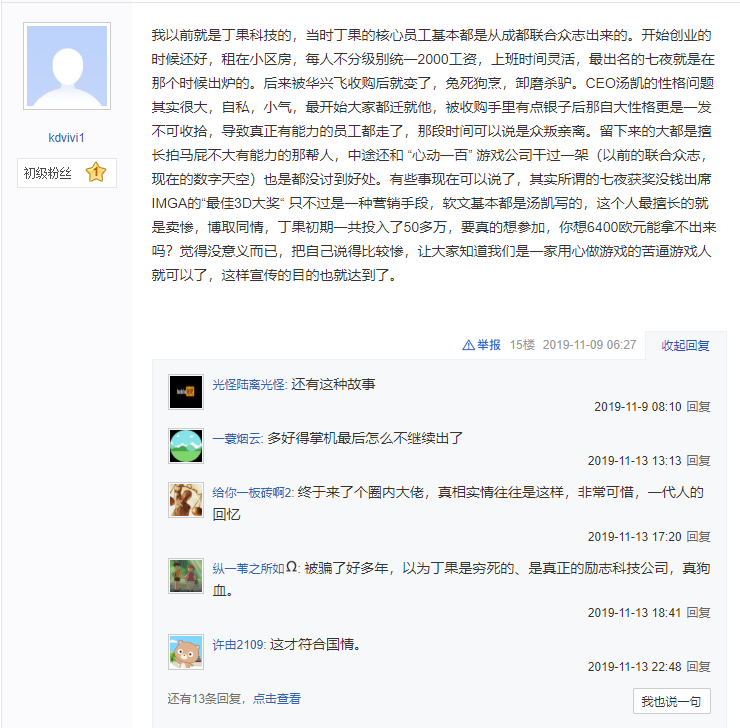 我以前就是丁果科技的，当时丁果的核心员工基本都是从成都联合众志出来的。开始创业的
时候还好，租在小区房，每人不分级别统一2000工资，上班时间灵活，最出名的七夜就是在
那个时候出炉的。后来被华兴飞收购后就变了，兔死狗烹，卸磨杀驴。CEO汤凯的性格问题
其实很大，自私，小气，最开始大家都迁就他，被收购手里有点银子后那自大性格更是一发
不可收拾，导致真正有能力的员工都走了，那段时间可以说是众叛亲离。留下来的大都是擅
长拍马屁不大有能力的那帮人，中途还和 “心动一百” 游戏公司干过一架（以前的联合众志，
现在的数字天空）也是都没讨到好处。有些事现在可以说了，其实所谓的七夜获奖没钱出席
IMGA的“最佳3D大奖“ 只不过是一种营销手段，软文基本都是汤凯写的，这个人最擅长的就
是卖惨，博取同情，丁果初期一共投入了50多万，要真的想参加，你想6400欧元能拿不出来
吗？觉得没意义而已，把自己说得比较惨，让大家知道我们是一家用心做游戏的苦逼游戏人
就可以了，这样宣传的目的也就达到了。
kdvivi1
初级粉丝 1
举报 15楼 2019-11-09 06:27 收起回复
光怪陆离光怪: 还有这种故事
2019-11-9 08:10 回复
一蓑烟云: 多好得掌机最后怎么不继续出了
2019-11-13 13:13 回复
给你一板砖啊2: 终于来了个圈内大佬，真相实情往往是这样，非常可惜，一代人的
回忆
2019-11-13 17:20 回复
纵一苇之所如Ω: 被骗了好多年，以为丁果是穷死的、是真正的励志科技公司，真狗
血。
2019-11-13 18:41 回复
许由2109: 这才符合国情。
2019-11-13 22:48 回复
还有13条回复，点击查看
我也说一句